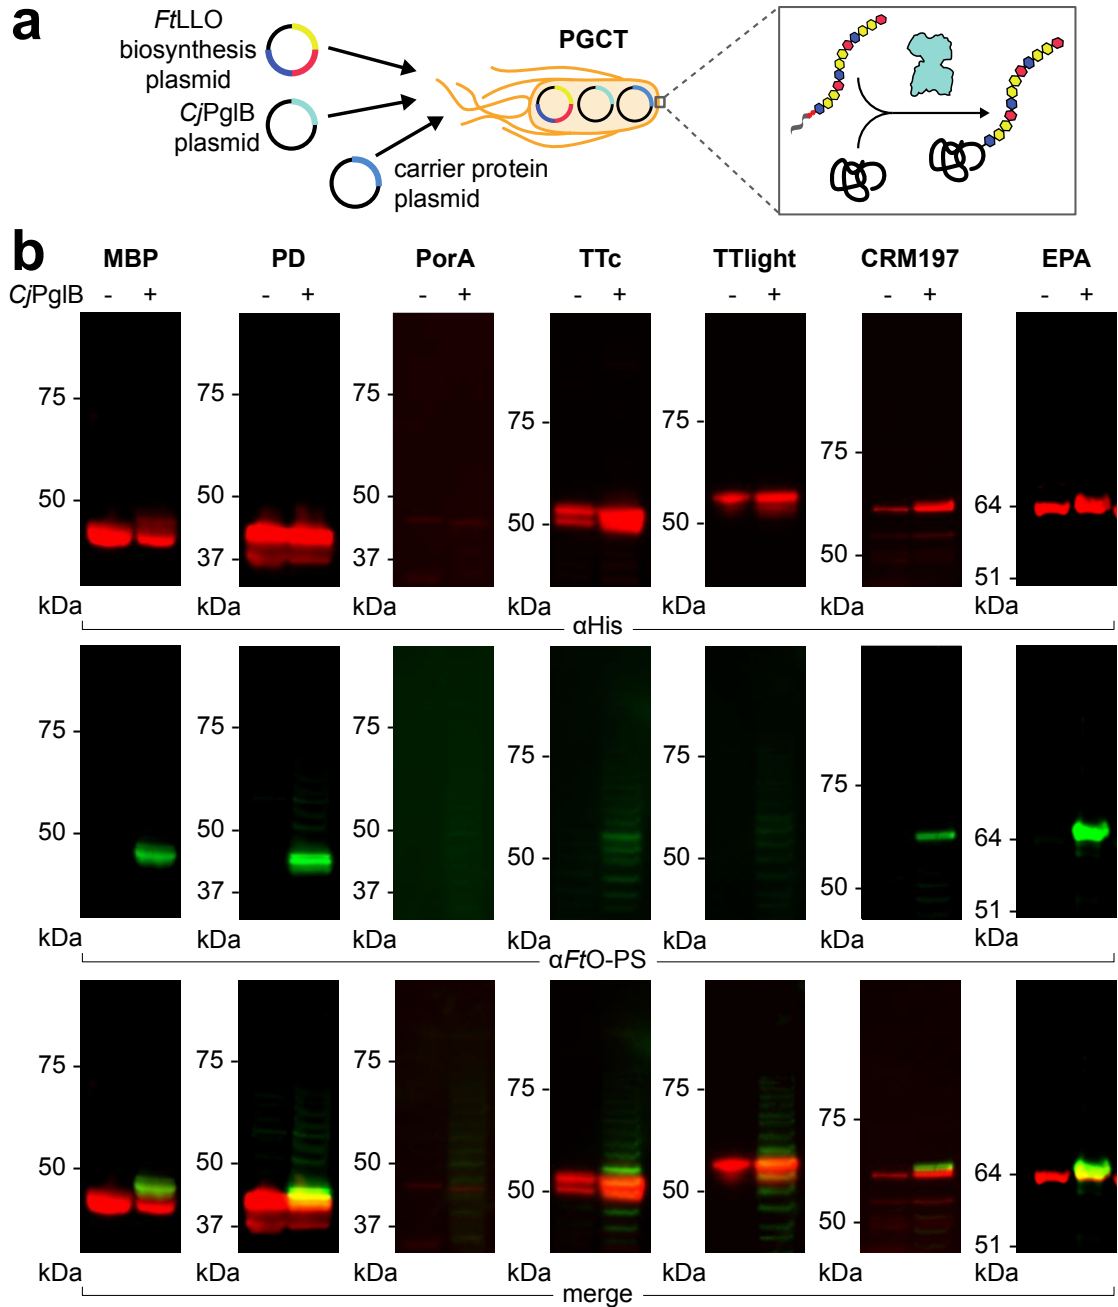 a
FtLLO
biosynthesis
plasmid
CjPglB
plasmid
carrier protein
plasmid
PGCT
b
MBP PD PorA TTc TTlight CRM197 EPA
CjPglB - + - + - + - + - + - + - +
75 50 kDa
75 50 37 kDa
75 50 37 kDa
75 50 kDa
75 50 kDa
75 50 kDa
64 51 kDa
αHis
75 50 kDa
75 50 37 kDa
75 50 37 kDa
75 50 kDa
75 50 kDa
75 50 kDa
64 51 kDa
αFtO-PS
75 50 kDa
75 50 37 kDa
75 50 37 kDa
75 50 kDa
75 50 kDa
75 50 kDa
64 51 kDa
merge